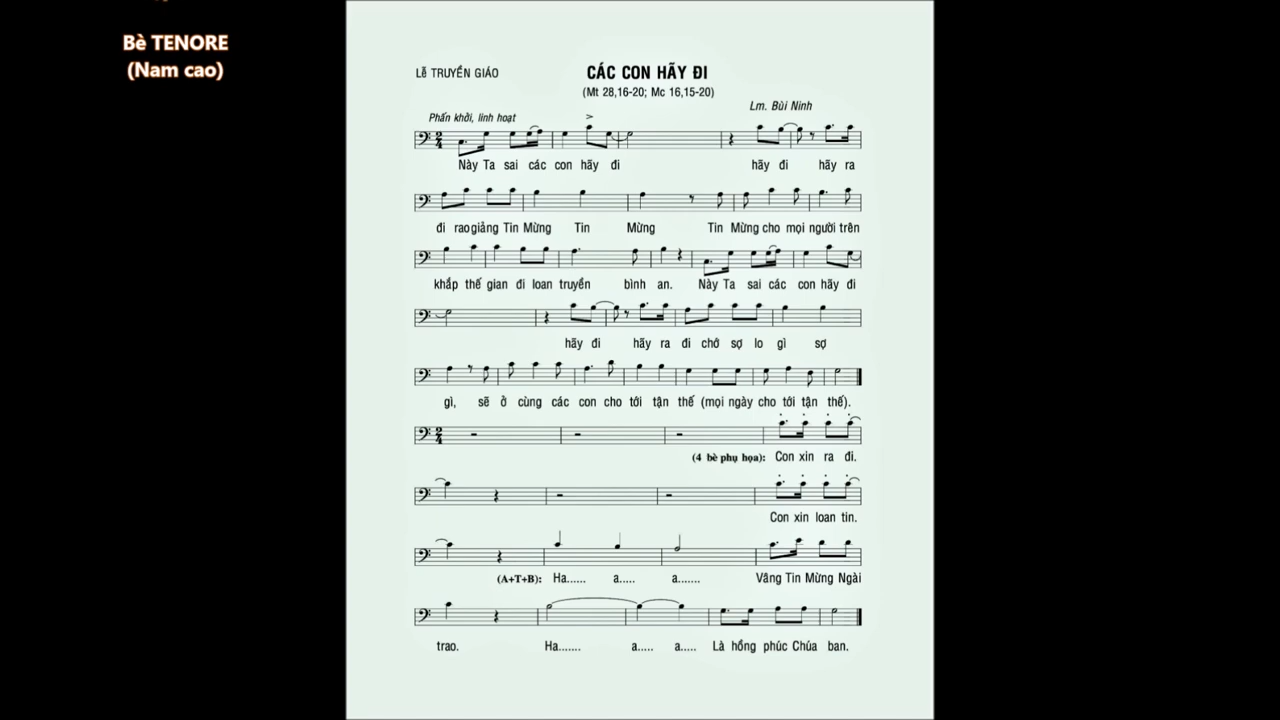 Bè TENORE
(Nam cao)
LỄ TRUYỀN GIÁO
CÁC CON HÃY ĐI
(Mt 28,16-20; Mc 16,15-20)
Lm. Bùi Ninh
Phấn khởi, linh hoạt
Này Ta sai các con hãy đi hãy đi hãy ra
đi rao giảng Tin Mừng Tin Mừng Tin Mừng cho mọi người trên
khắp thế gian đi loan truyền bình an. Này Ta sai các con hãy đi
hãy đi hãy ra đi chớ sợ lo gì sợ
gì, sẽ ở cùng các con cho tới tận thế (mọi ngày cho tới tận thế).
(4 bè phụ họa): Con xin ra đi.
Con xin loan tin.
(A+T+B): Ha...... a..... a....... Vâng Tin Mừng Ngài
trao. Ha....... a..... a..... Là hồng phúc Chúa ban.